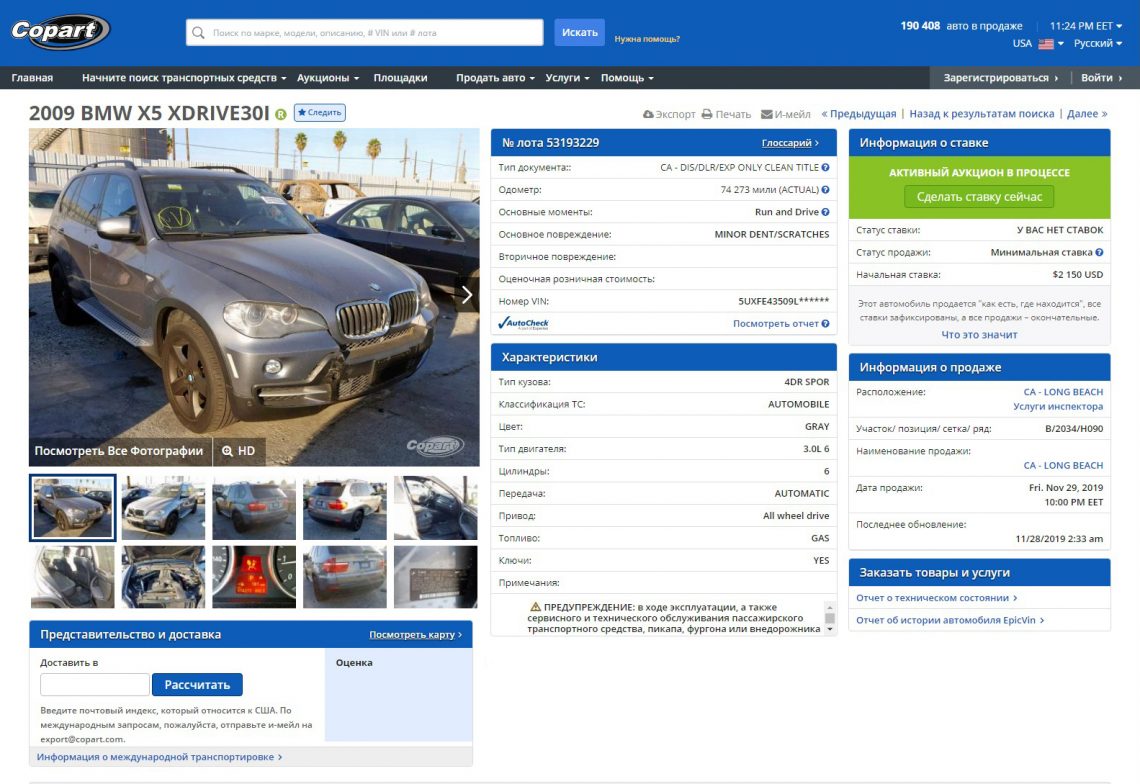 Copart
Поиск по марке, модели, описанию, # VIN или # лота
Искать
Нужна помощь?
190 408 авто в продаже
11:24 PM EET
USA
Русский
Главная
Начните поиск транспортных средств
Аукционы
Площадки
Продать авто
Услуги
Помощь
Зарегистрироваться ›
Войти ›
2009 BMW X5 XDRIVE30I
R
Следить
Экспорт
Печать
И-мейл
« Предыдущая | Назад к результатам поиска | Далее »
Посмотреть Все Фотографии
HD
Copart
Представительство и доставка
Посмотреть карту ›
Доставить в
Рассчитать
Введите почтовый индекс, который относится к США. По
международным запросам, пожалуйста, отправьте и-мейл на
export@copart.com.
Оценка
Информация о международной транспортировке ›
№ лота 53193229
Глоссарий ›
Тип документа:: CA - DIS/DLR/EXP ONLY CLEAN TITLE
Одометр: 74 273 мили (ACTUAL)
Основные моменты: Run and Drive
Основное повреждение: MINOR DENT/SCRATCHES
Вторичное повреждение:
Оценочная розничная стоимость:
Номер VIN: 5UXFE43509L******
AutoCheck
Посмотреть отчет
Характеристики
Тип кузова: 4DR SPOR
Классификация ТС: AUTOMOBILE
Цвет: GRAY
Тип двигателя: 3.0L 6
Цилиндры: 6
Передача: AUTOMATIC
Привод: All wheel drive
Топливо: GAS
Ключи: YES
Примечания:
ПРЕДУПРЕЖДЕНИЕ: в ходе эксплуатации, а также
сервисного и технического обслуживания пассажирского
транспортного средства, пикапа, фургона или внедорожника
Информация о ставке
АКТИВНЫЙ АУКЦИОН В ПРОЦЕССЕ
Сделать ставку сейчас
Статус ставки: У ВАС НЕТ СТАВОК
Статус продажи: Минимальная ставка
Начальная ставка: $2 150 USD
Этот автомобиль продается "как есть, где находится", все
ставки зафиксированы, а все продажи – окончательные.
Что это значит
Информация о продаже
Расположение: CA - LONG BEACH
Услуги инспектора
Участок/ позиция/ сетка/ ряд: B/2034/H090
Наименование продажи:
CA - LONG BEACH
Дата продажи: Fri. Nov 29, 2019
10:00 PM EET
Последнее обновление:
11/28/2019 2:33 am
Заказать товары и услуги
Отчет о техническом состоянии ›
Отчет об истории автомобиля EpicVin ›